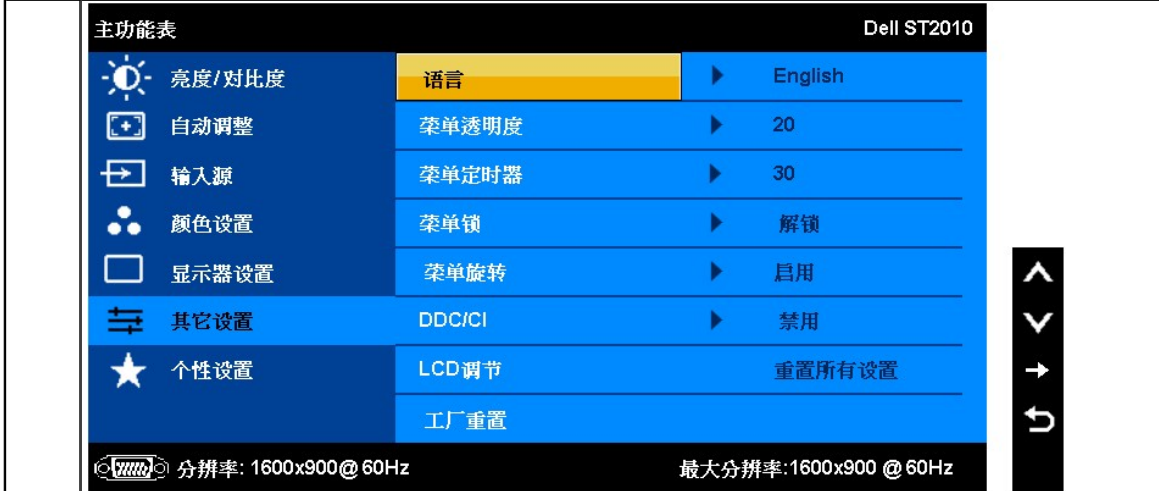 主功能表 Dell ST2010
亮度/对比度 语言 English
自动调整 菜单透明度 20
输入源 菜单定时器 30
颜色设置 菜单锁 解锁
显示器设置 菜单旋转 启用
其它设置 DDC/CI 禁用
个性设置 LCD调节 重置所有设置
工厂重置
分辨率: 1600x900@60Hz 最大分辨率:1600x900 @60Hz